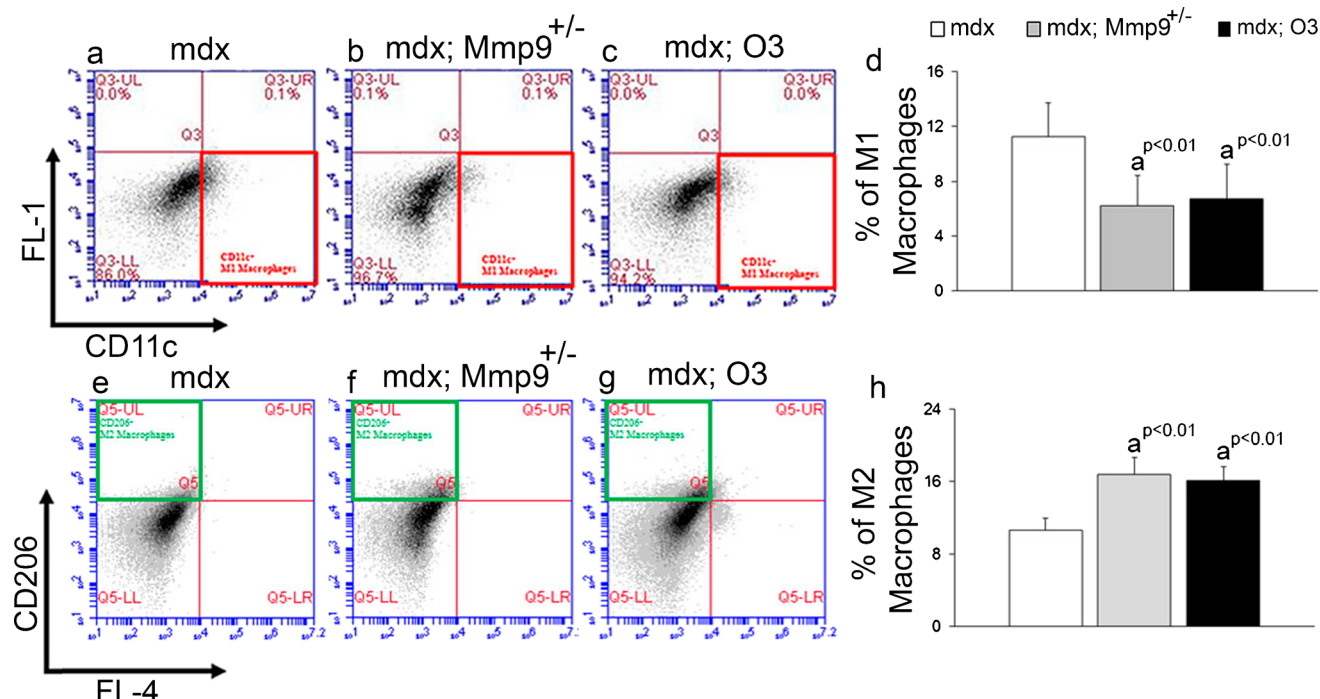 mdx mdx; Mmp9+/- mdx; O3
a mdx
Q3-UL
0.0%
Q3-UR
0.1%
Q3
Q3-LL
86.0%
CD11c+
M1 Macrophages
b mdx; Mmp9+/-
Q3-UL
0.1%
Q3-UR
0.1%
Q3
Q3-LL
96.7%
CD11c+
M1 Macrophages
c mdx; O3
Q3-UL
0.0%
Q3-UR
0.0%
Q3
Q3-LL
94.2%
CD11c+
M1 Macrophages
FL-1
CD11c
d
% of M1
Macrophages
16
12
8
4
0
a p<0.01
a p<0.01
e mdx
Q5-UL
Q5-UR
CD206+
M2 Macrophages
Q5
Q5-LL
Q5-LR
f mdx; Mmp9+/-
Q5-UL
Q5-UR
CD206+
M2 Macrophages
Q5
Q5-LL
Q5-LR
g mdx; O3
Q5-UL
Q5-UR
CD206+
M2 Macrophages
Q5
Q5-LL
Q5-LR
CD206
FL-4
h
% of M2
Macrophages
24
16
8
0
a p<0.01
a p<0.01